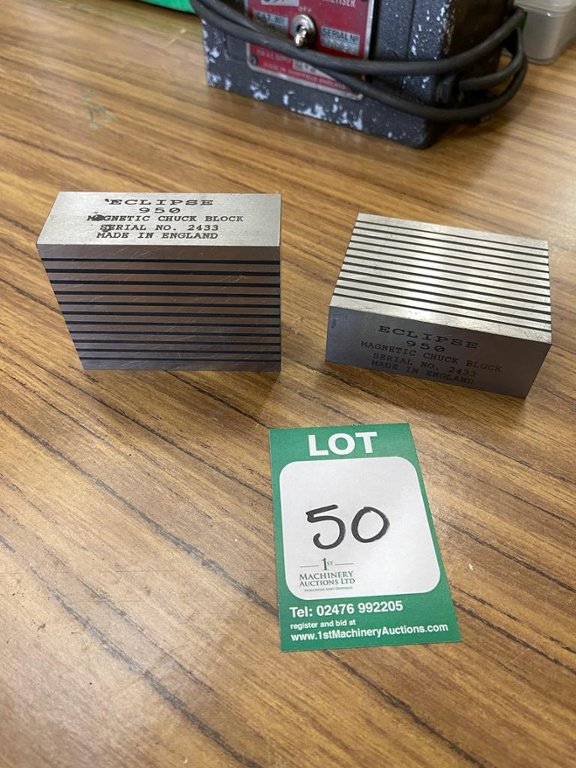 SERIAL Nº
ECLIPSE
950
MAGNETIC CHUCK BLOCK
SERIAL NO. 2433
MADE IN ENGLAND
ECLIPSE
950
MAGNETIC CHUCK BLOCK
SERIAL NO. 2433
MADE IN ENGLAND
LOT
50
1ST
MACHINERY
AUCTIONS LTD
Tel: 02476 992205
register and bid at
www.1stMachineryAuctions.com